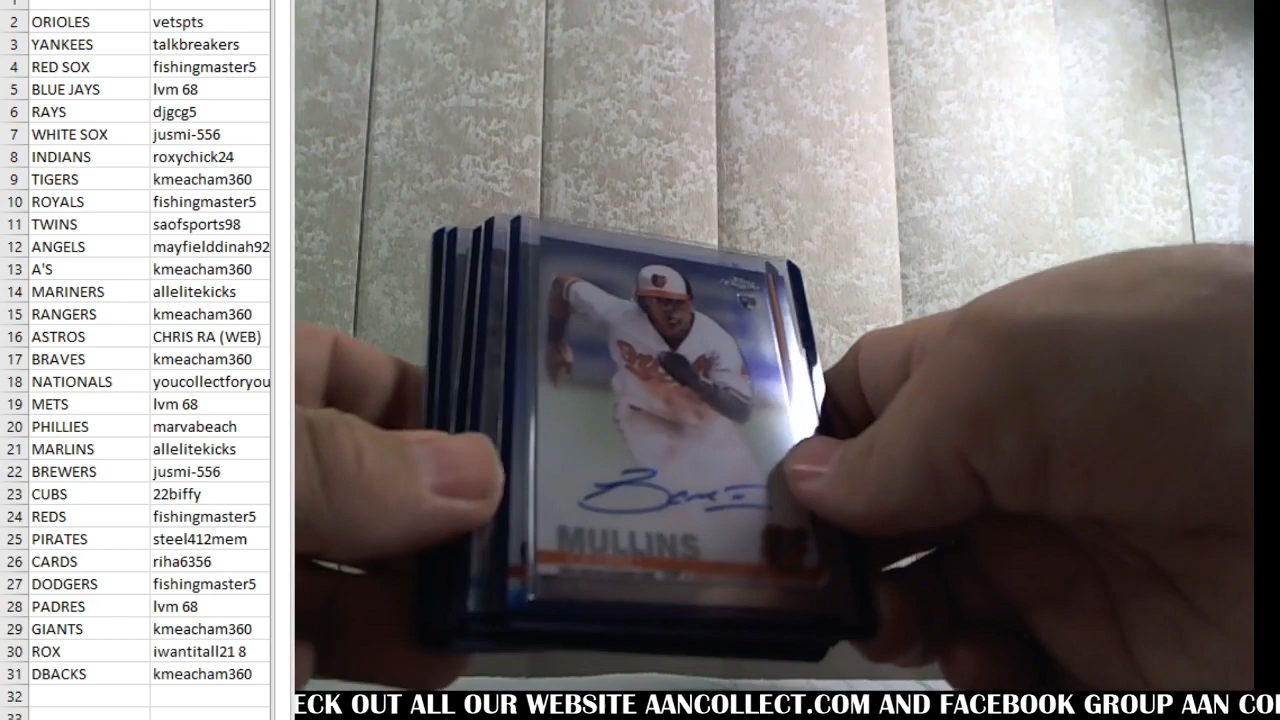 2 ORIOLES vetspts
3 YANKEES talkbreakers
4 RED SOX fishingmaster5
5 BLUE JAYS lvm 68
6 RAYS djgcg5
7 WHITE SOX jusmi-556
8 INDIANS roxychick24
9 TIGERS kmeacham360
10 ROYALS fishingmaster5
11 TWINS saofsports98
12 ANGELS mayfielddinah92
13 A'S kmeacham360
14 MARINERS allelitekicks
15 RANGERS kmeacham360
16 ASTROS CHRIS RA (WEB)
17 BRAVES kmeacham360
18 NATIONALS youcollectforyou
19 METS lvm 68
20 PHILLIES marvabeach
21 MARLINS allelitekicks
22 BREWERS jusmi-556
23 CUBS 22biffy
24 REDS fishingmaster5
25 PIRATES steel412mem
26 CARDS riha6356
27 DODGERS fishingmaster5
28 PADRES lvm 68
29 GIANTS kmeacham360
30 ROX iwantitall21 8
31 DBACKS kmeacham360
32
MULLINS
ECK OUT ALL OUR WEBSITE AANCOLLECT.COM AND FACEBOOK GROUP AAN COL